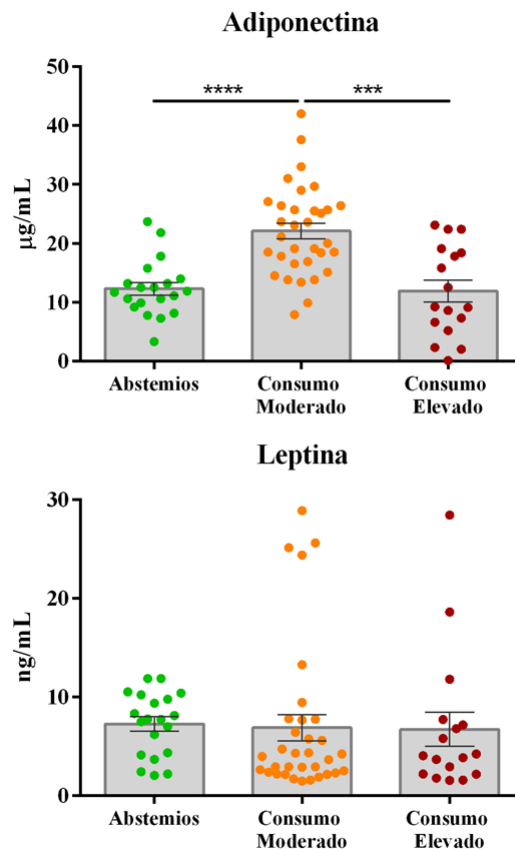 Adiponectina
**** ***
µg/mL
50
40
30
20
10
0
Abstemios Consumo Consumo
Moderado Elevado
Leptina
ng/mL
30
20
10
0
Abstemios Consumo Consumo
Moderado Elevado